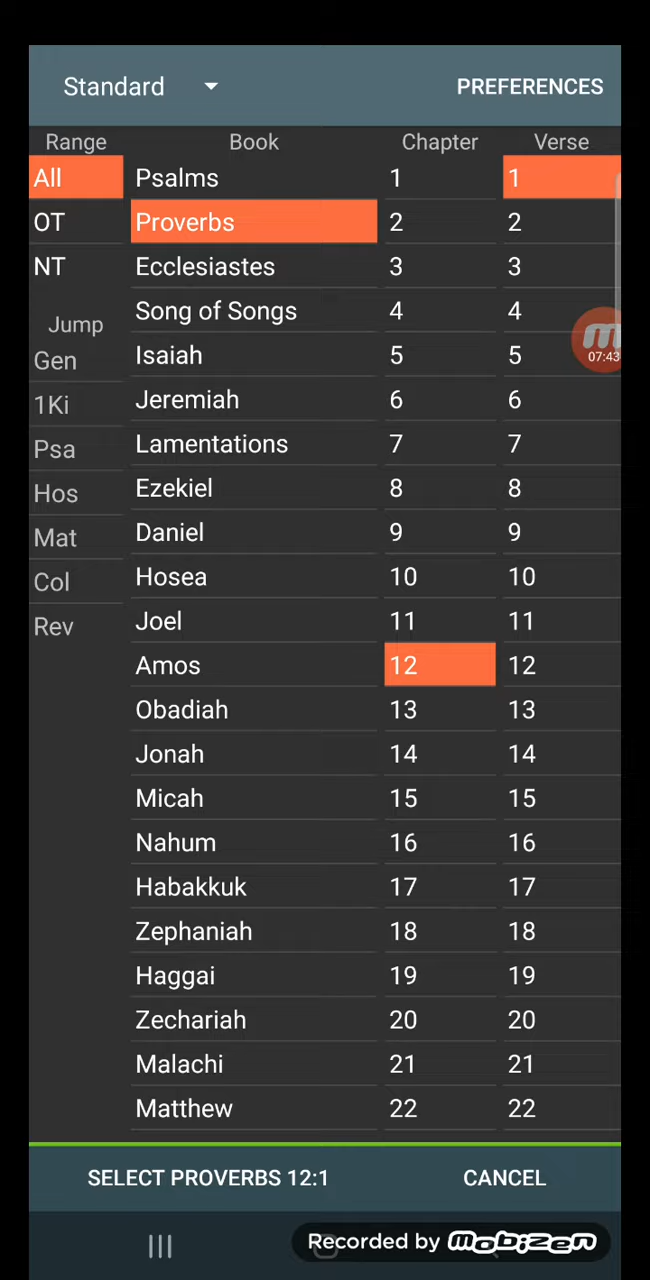 Standard PREFERENCES
Range Book Chapter Verse
All Psalms 1 1
OT Proverbs 2 2
NT Ecclesiastes 3 3
Song of Songs 4 4
Jump
Gen Isaiah 5 5
07:43
1Ki Jeremiah 6 6
Psa Lamentations 7 7
Hos Ezekiel 8 8
Mat Daniel 9 9
Col Hosea 10 10
Rev Joel 11 11
Amos 12 12
Obadiah 13 13
Jonah 14 14
Micah 15 15
Nahum 16 16
Habakkuk 17 17
Zephaniah 18 18
Haggai 19 19
Zechariah 20 20
Malachi 21 21
Matthew 22 22
SELECT PROVERBS 12:1 CANCEL
Recorded by mobizen